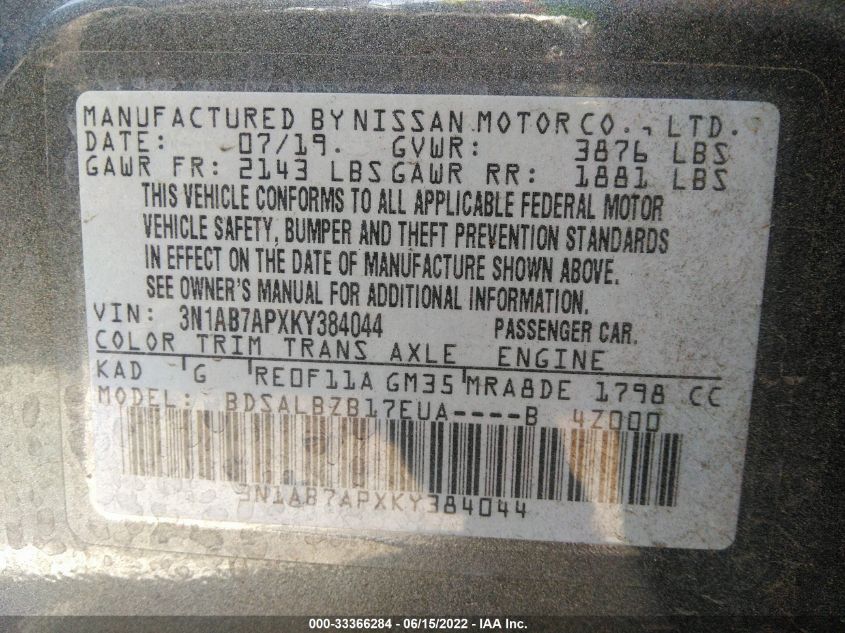 MANUFACTURED BY NISSAN MOTOR CO., LTD.
DATE: 07/19. GVWR: 3876 LBS
GAWR FR: 2143 LBS GAWR RR: 1881 LBS
THIS VEHICLE CONFORMS TO ALL APPLICABLE FEDERAL MOTOR
VEHICLE SAFETY, BUMPER AND THEFT PREVENTION STANDARDS
IN EFFECT ON THE DATE OF MANUFACTURE SHOWN ABOVE.
SEE OWNER'S MANUAL FOR ADDITIONAL INFORMATION.
VIN: 3N1AB7APXKY384044 PASSENGER CAR.
COLOR TRIM TRANS AXLE ENGINE
KAD G RE0F11A GM35 MRA8DE 1798 CC
MODEL: BDSALBZB17EUA----B 4Z000
3N1AB7APXKY384044
000-33366284 - 06/15/2022 - IAA Inc.